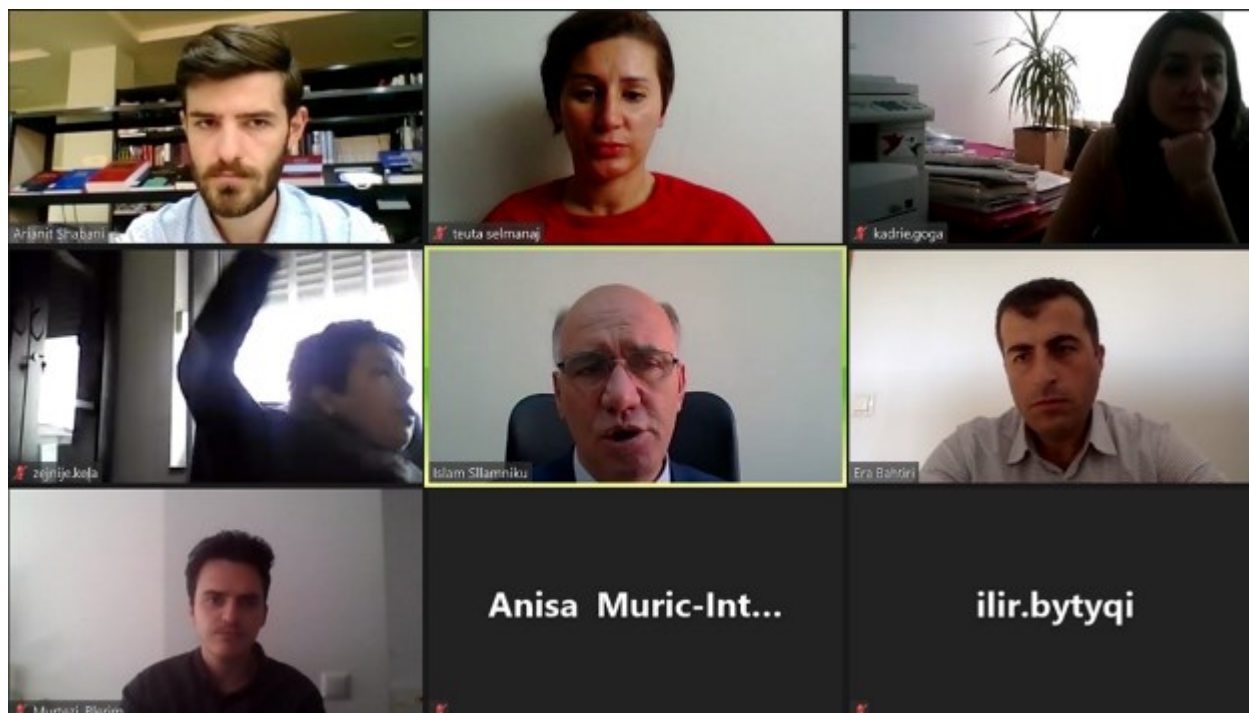 Arianit Shabani
teuta selmanaj
kadrie.goga
zejnije.kela
Islam Sllamniku
Era Bahtiri
Murtezi, Blerim
Anisa Muric-Int...
ilir.bytyqi